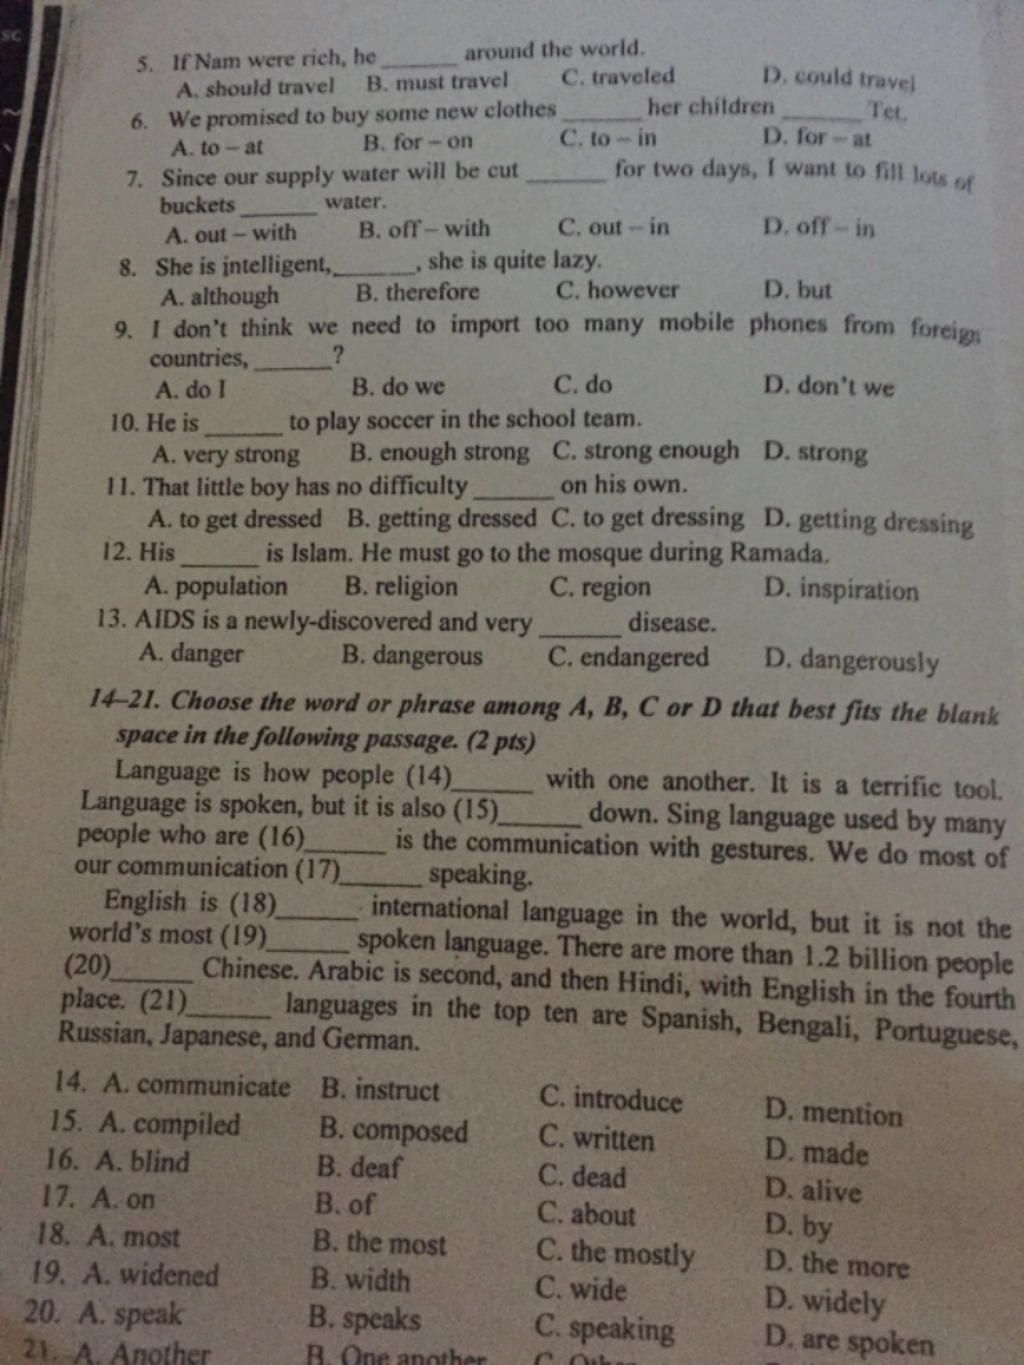 SC
5. If Nam were rich, he ______ around the world.
A. should travel B. must travel C. traveled D. could travel
6. We promised to buy some new clothes ______ her children ______ Tet.
A. to – at B. for – on C. to – in D. for – at
7. Since our supply water will be cut ______ for two days, I want to fill lots of
buckets ______ water.
A. out – with B. off – with C. out – in D. off – in
8. She is intelligent, ______, she is quite lazy.
A. although B. therefore C. however D. but
9. I don't think we need to import too many mobile phones from foreign
countries, ______?
A. do I B. do we C. do D. don't we
10. He is ______ to play soccer in the school team.
A. very strong B. enough strong C. strong enough D. strong
11. That little boy has no difficulty ______ on his own.
A. to get dressed B. getting dressed C. to get dressing D. getting dressing
12. His ______ is Islam. He must go to the mosque during Ramada.
A. population B. religion C. region D. inspiration
13. AIDS is a newly-discovered and very ______ disease.
A. danger B. dangerous C. endangered D. dangerously
14–21. Choose the word or phrase among A, B, C or D that best fits the blank
space in the following passage. (2 pts)
Language is how people (14)______ with one another. It is a terrific tool.
Language is spoken, but it is also (15)______ down. Sing language used by many
people who are (16)______ is the communication with gestures. We do most of
our communication (17)______ speaking.
English is (18)______ international language in the world, but it is not the
world's most (19)______ spoken language. There are more than 1.2 billion people
(20)______ Chinese. Arabic is second, and then Hindi, with English in the fourth
place. (21)______ languages in the top ten are Spanish, Bengali, Portuguese,
Russian, Japanese, and German.
14. A. communicate B. instruct C. introduce D. mention
15. A. compiled B. composed C. written D. made
16. A. blind B. deaf C. dead D. alive
17. A. on B. of C. about D. by
18. A. most B. the most C. the mostly D. the more
19. A. widened B. width C. wide D. widely
20. A. speak B. speaks C. speaking D. are spoken
21. A. Another B. One another C.